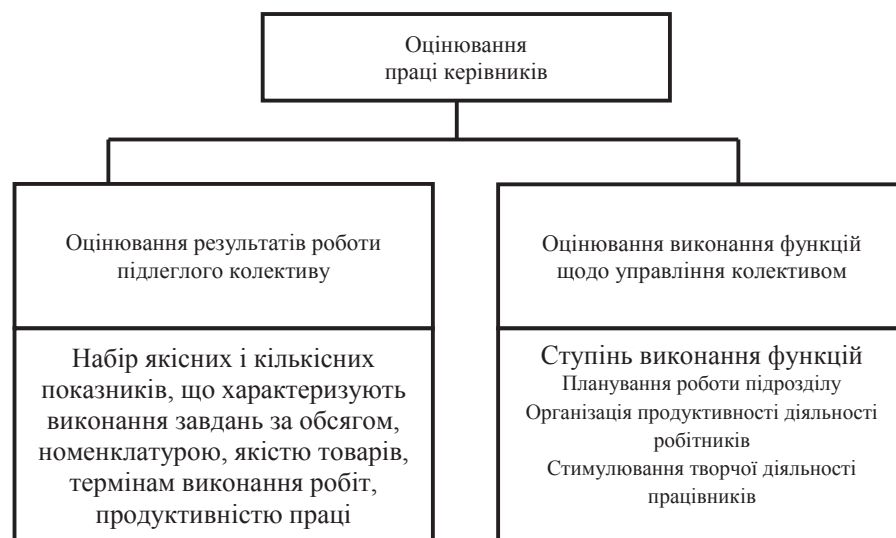 Оцінювання
праці керівників
Оцінювання результатів роботи
підлеглого колективу
Набір якісних і кількісних
показників, що характеризують
виконання завдань за обсягом,
номенклатурою, якістю товарів,
термінам виконання робіт,
продуктивністю праці
Оцінювання виконання функцій
щодо управління колективом
Ступінь виконання функцій
Планування роботи підрозділу
Організація продуктивності діяльності
робітників
Стимулювання творчої діяльності
працівників